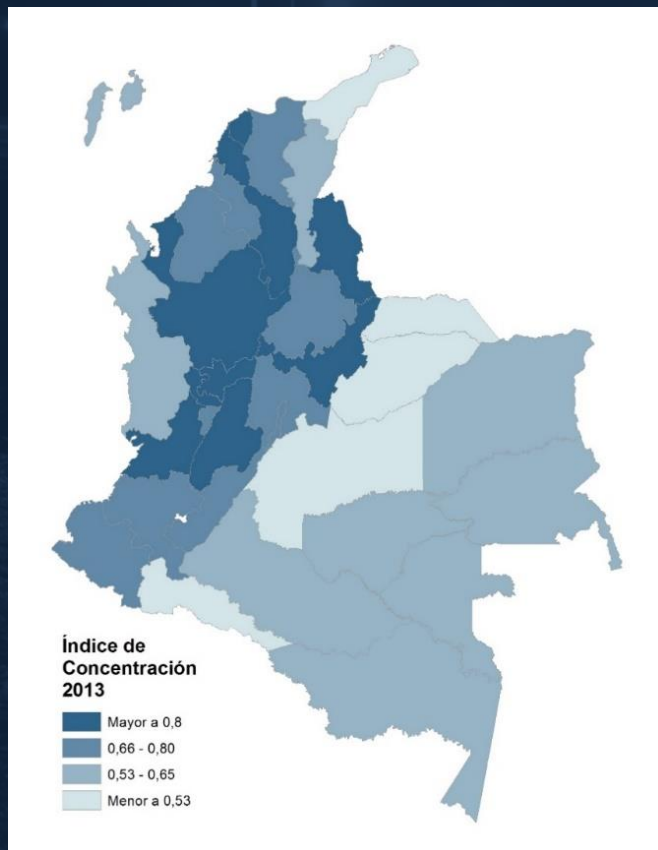 Índice de
Concentración
2013
Mayor a 0,8
0,66 - 0,80
0,53 - 0,65
Menor a 0,53